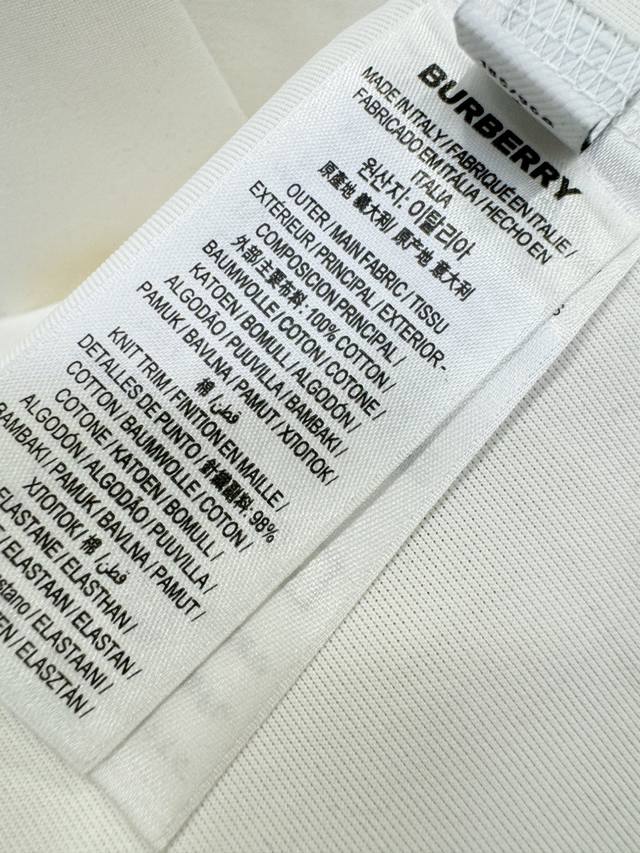 BURBERRY
MADE IN ITALY / FABRIQUÉ EN ITALIE /
FABRICADO EM ITÁLIA / HECHO EN
ITALIA
원산지: 이탈리아
原產地 義大利 / 原产地 意大利
OUTER / MAIN FABRIC / TISSU
EXTÉRIEUR / PRINCIPAL / EXTERIOR -
COMPOSICION PRINCIPAL /
外部/主要布料: 100% COTTON /
BAUMWOLLE / COTON / COTONE /
KATOEN / BOMULL / ALGODÓN /
ALGODÃO / PUUVILLA / BAMBAKI /
PAMUK / BAVLNA / PAMUT / ХПОПОК /
棉 / قطن
KNIT TRIM / FINITION EN MAILLE /
DETALLES DE PUNTO / 針織輔料: 98%
COTTON / BAUMWOLLE / COTON /
COTONE / KATOEN / BOMULL /
ALGODÓN / ALGODÃO / PUUVILLA /
BAMBAKI / PAMUK / BAVLNA / PAMUT /
ХПОПОК / 棉 / قطن
ELASTANE / ELASTHAN /
/ ELASTAAN / ELASTAN /
/ ELASTAANI /
/ ELASZTÁN /